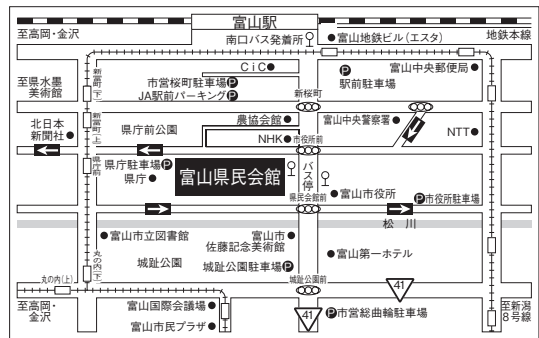 富山駅
至高岡・金沢
南口バス発着所
富山地鉄ビル(エスタ)
地鉄本線
CiC
至県水墨
美術館
新富町(下)
市営桜町駐車場 P
JA駅前パーキング P
P
駅前駐車場
富山中央郵便局
新桜町
北日本
新聞社
新富町(上)
県庁前公園
農協会館
NHK
市役所前
富山中央警察署
NTT
県庁前
県庁駐車場 P
県庁
富山県民会館
バス停
富山市役所
P 市役所駐車場
県民会館前
松川
富山市立図書館
富山市
佐藤記念美術館
城址公園
城址公園駐車場 P
富山第一ホテル
丸の内(下)
丸の内(上)
城址公園前
41
至高岡・
金沢
富山国際会議場
富山市民プラザ
41
P 市営総曲輪駐車場
至新潟
8号線